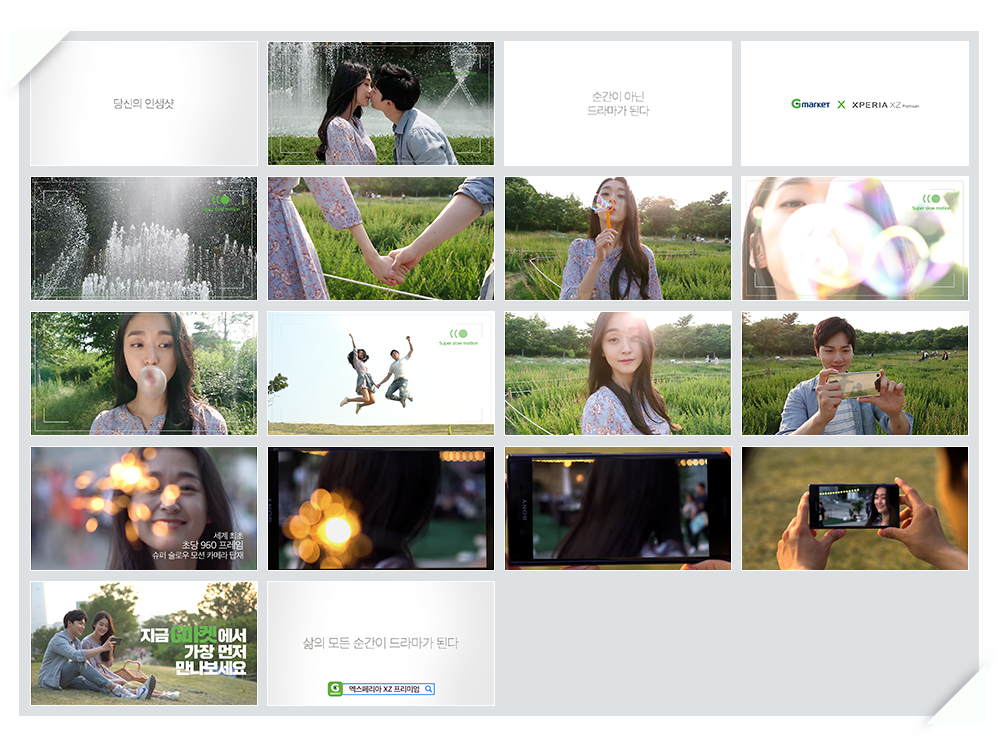 당신의 인생샷
Super slow motion
순간이 아닌
드라마가 된다
Gmarket X XPERIA XZ Premium
Super slow motion
Super slow motion
세계 최초
초당 960 프레임
슈퍼 슬로우 모션 카메라 탑재
SONY
SONY
지금 G마켓에서
가장 먼저
만나보세요
삶의 모든 순간이 드라마가 된다
G 엑스페리아 XZ 프리미엄